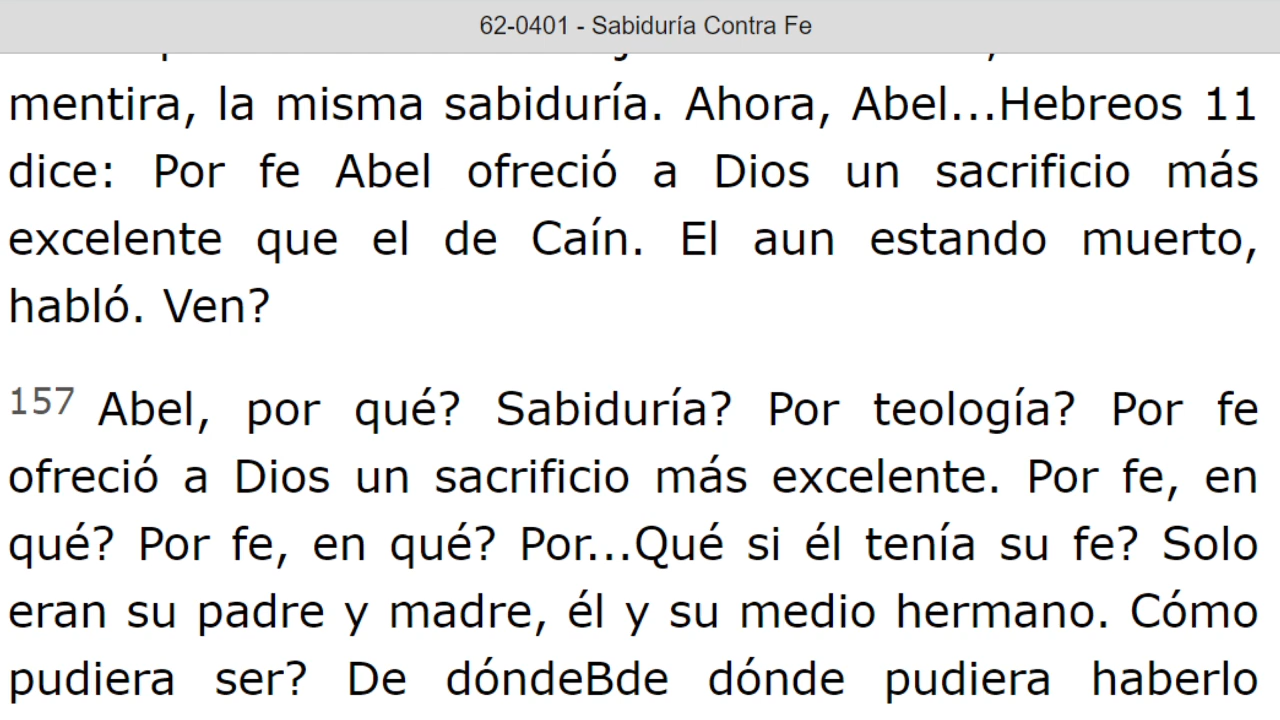 62-0401 - Sabiduría Contra Fe
mentira, la misma sabiduría. Ahora, Abel...Hebreos 11
dice: Por fe Abel ofreció a Dios un sacrificio más
excelente que el de Caín. El aun estando muerto,
habló. Ven?
157 Abel, por qué? Sabiduría? Por teología? Por fe
ofreció a Dios un sacrificio más excelente. Por fe, en
qué? Por fe, en qué? Por...Qué si él tenía su fe? Solo
eran su padre y madre, él y su medio hermano. Cómo
pudiera ser? De dóndeBde dónde pudiera haberlo